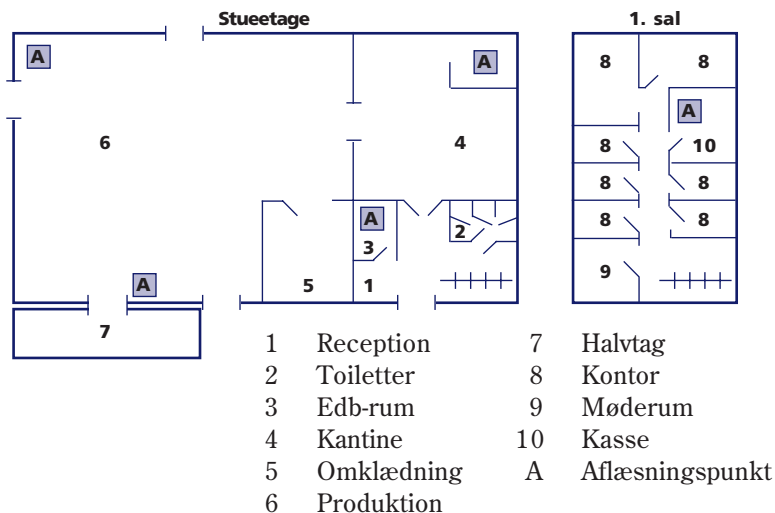 Stueetage
1. sal
A
A
8
8
A
6
4
8
10
8
8
A
2
8
8
3
A
5
1
9
7
1 Reception
2 Toiletter
3 Edb-rum
4 Kantine
5 Omklædning
6 Produktion
7 Halvtag
8 Kontor
9 Møderum
10 Kasse
A Aflæsningspunkt